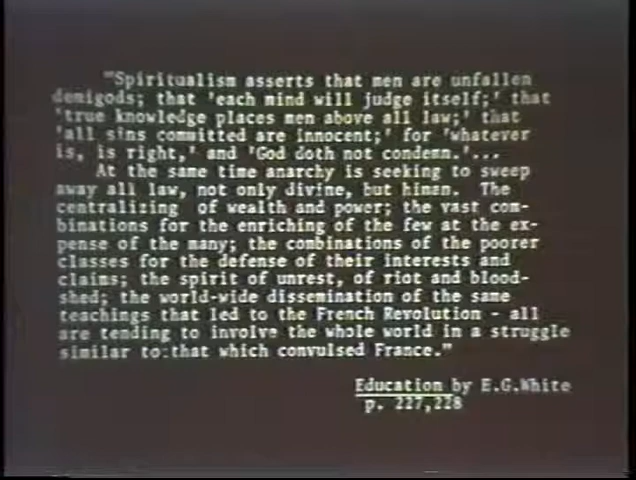 "Spiritualism asserts that men are unfallen
demigods; that 'each mind will judge itself;' that
'true knowledge places men above all law;' that
'all sins committed are innocent;' for 'whatever
is, is right,' and 'God doth not condemn.'...
At the same time anarchy is seeking to sweep
away all law, not only divine, but himan. The
centralizing of wealth and power; the vast com-
binations for the enriching of the few at the ex-
pense of the many; the combinations of the poorer
classes for the defense of their interests and
claims; the spirit of unrest, of riot and blood-
shed; the world-wide dissemination of the same
teachings that led to the French Revolution - all
are tending to involve the whole world in a struggle
similar to:that which convulsed France."
Education by E.G.White
p. 227,228